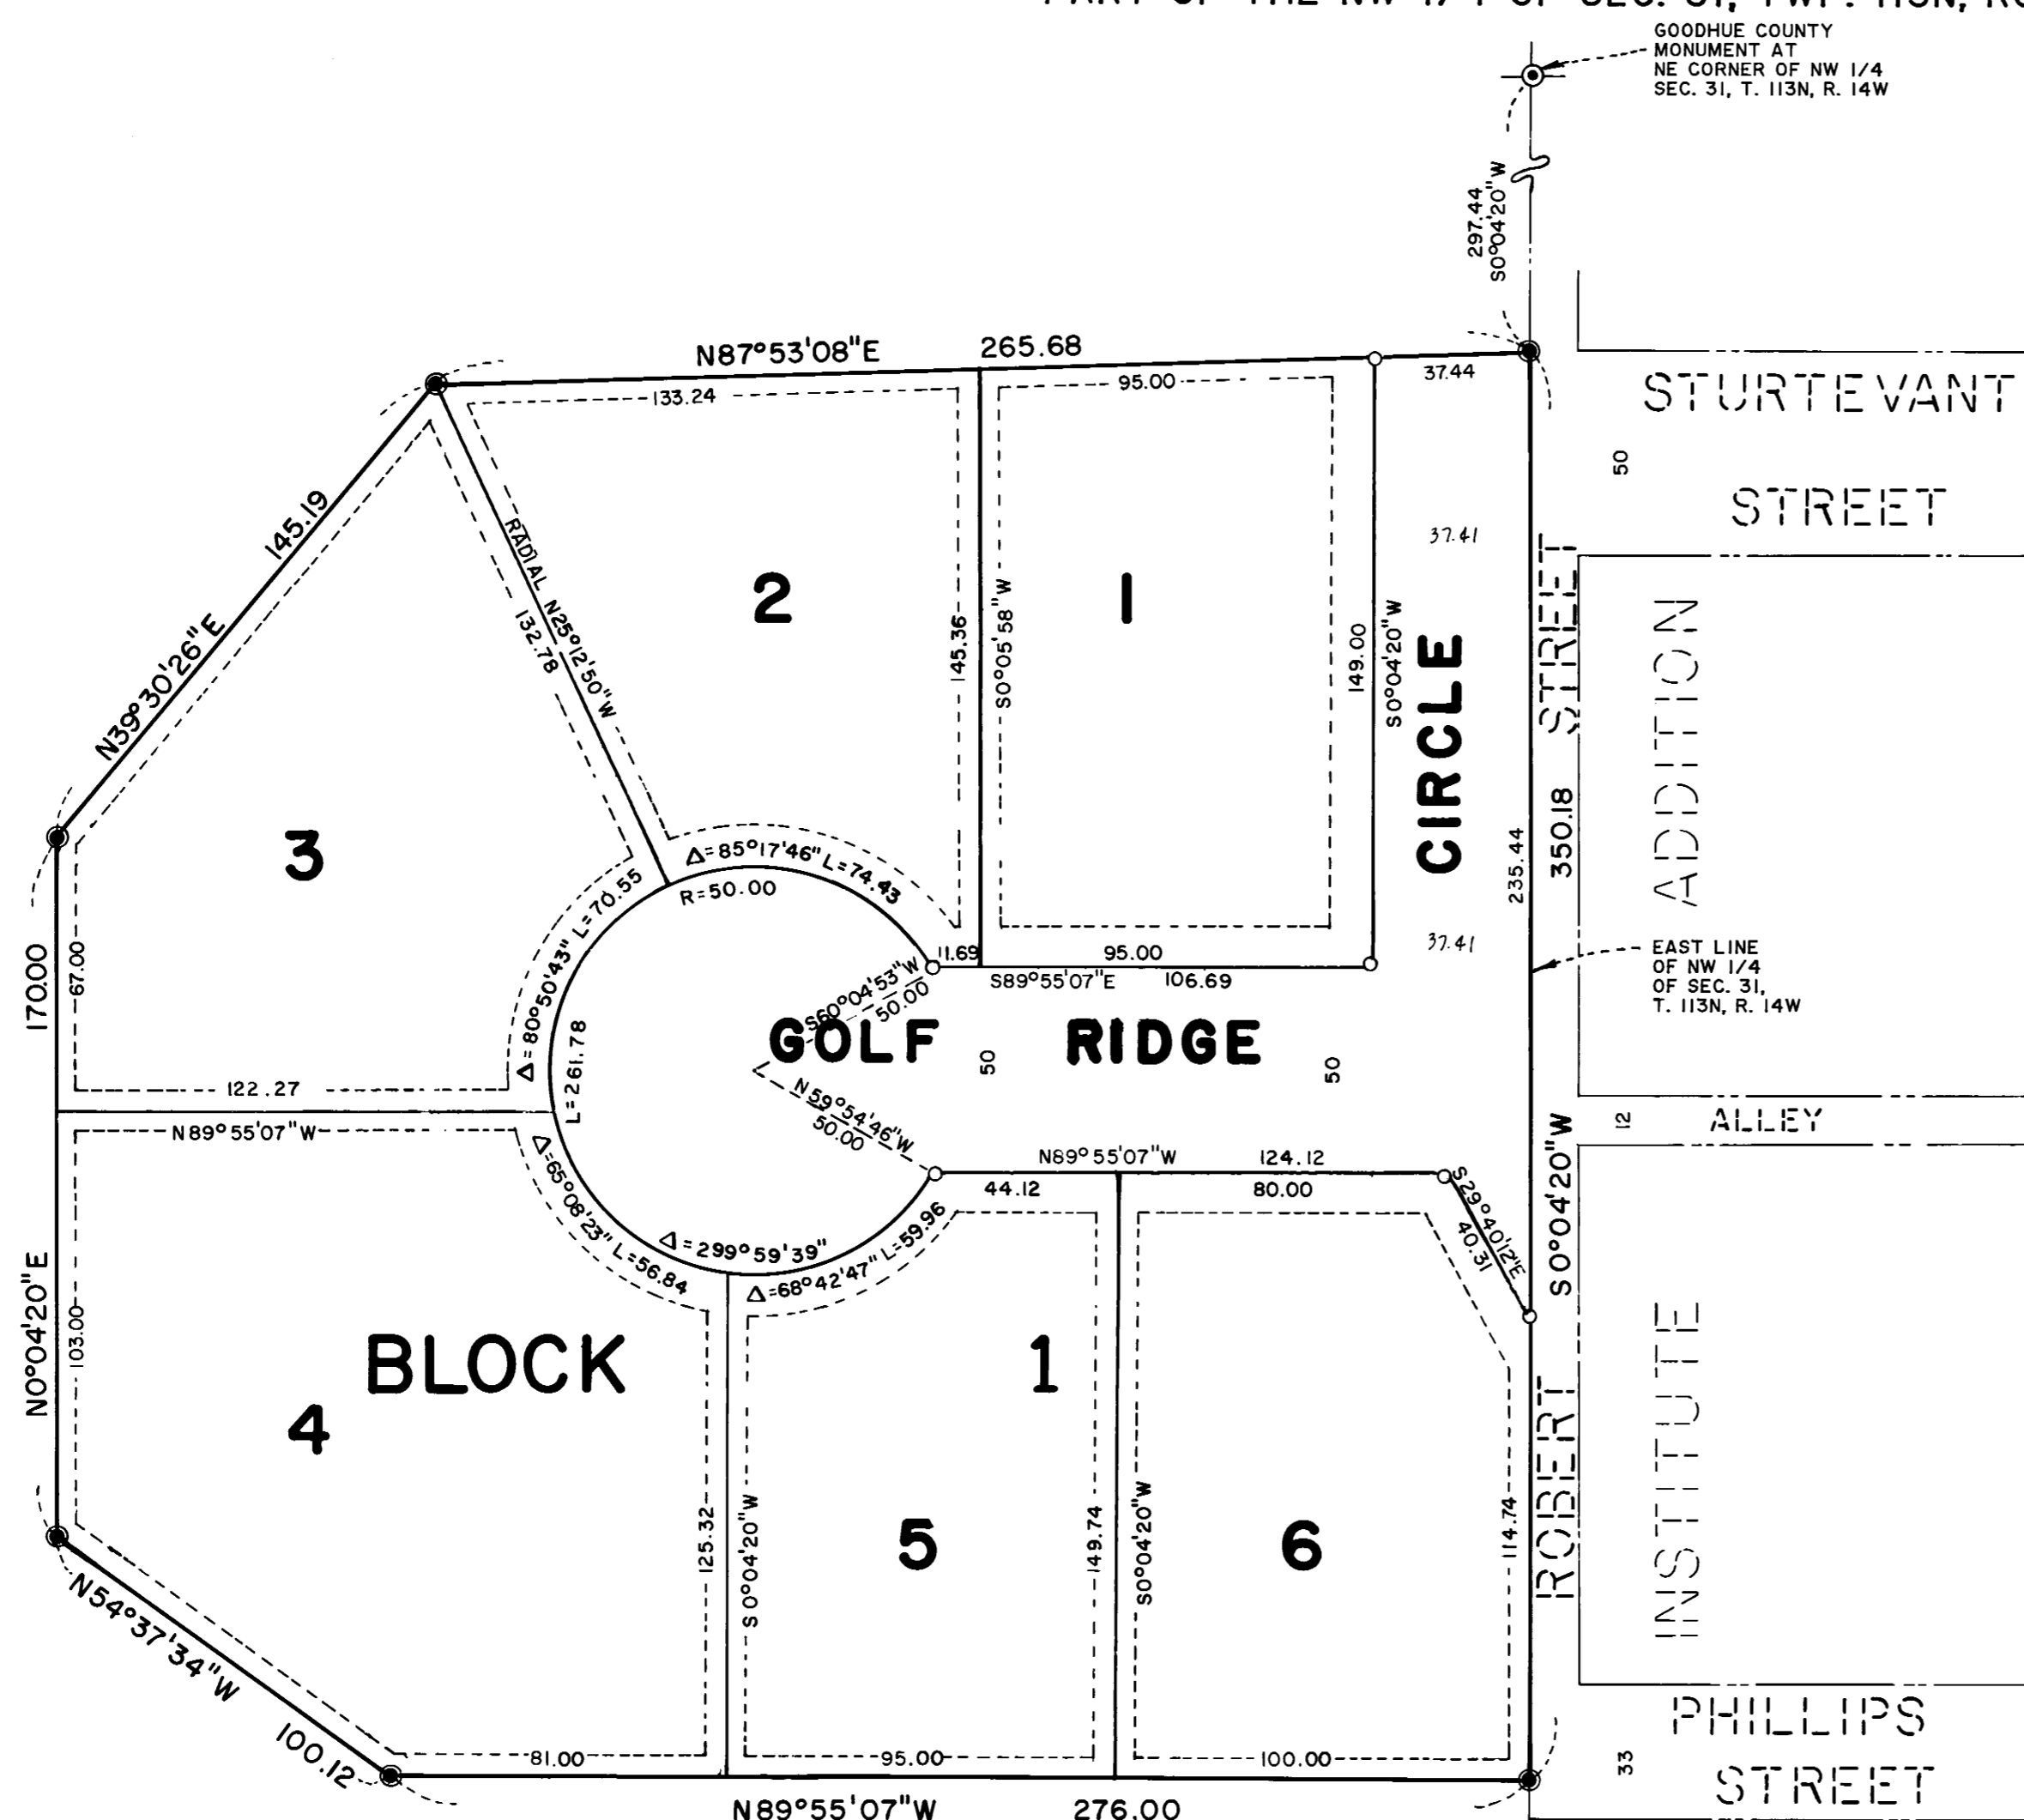 GOODHUE COUNTY
MONUMENT AT
NE CORNER OF NW 1/4
SEC. 31, T. 113N, R. 14W
297.44
S0°04'20"W
N87°53'08"E 265.68
133.24
95.00
37.44
STURTEVANT
STREET
50
145.19
N39°30'26"E
RADIAL N25°12'50"W
132.78
2
145.36
S0°05'58"W
1
149.00
S0°04'20"W
37.41
CIRCLE
STREET
ADDITION
3
Δ=85°17'46" L=74.43
R=50.00
235.44
350.18
170.00
67.00
Δ=80°50'43" L=70.55
L=261.78
11.69
95.00
S89°55'07"E 106.69
37.41
EAST LINE
OF NW 1/4
OF SEC. 31,
T. 113N, R. 14W
S60°04'53"W
50.00
GOLF RIDGE
50
50
122.27
N59°54'46"W
50.00
12
ALLEY
N89°55'07"W
N89°55'07"W 124.12
44.12
80.00
S29°40'12"E
40.31
S0°04'20"W
Δ=65°08'23" L=56.84
Δ=299°59'39"
Δ=68°42'47" L=59.96
N0°04'20"E
103.00
BLOCK 1
4
125.32
S0°04'20"W
5
149.74
S0°04'20"W
6
114.74
ROBERT
INSTITUTE
N54°37'34"W
100.12
81.00
95.00
100.00
PHILLIPS
STREET
33
N89°55'07"W 276.00